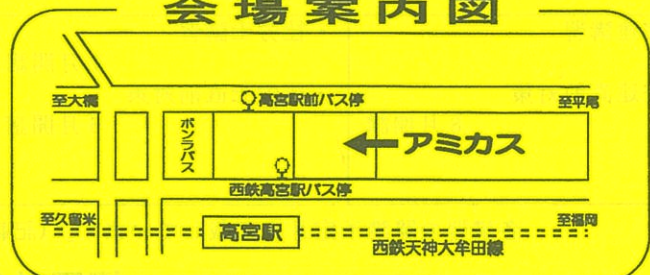 会場案内図
至大橋
高宮駅前バス停
至平尾
ボンラパス
アミカス
西鉄高宮駅バス停
至久留米
高宮駅
至福岡
西鉄天神大牟田線